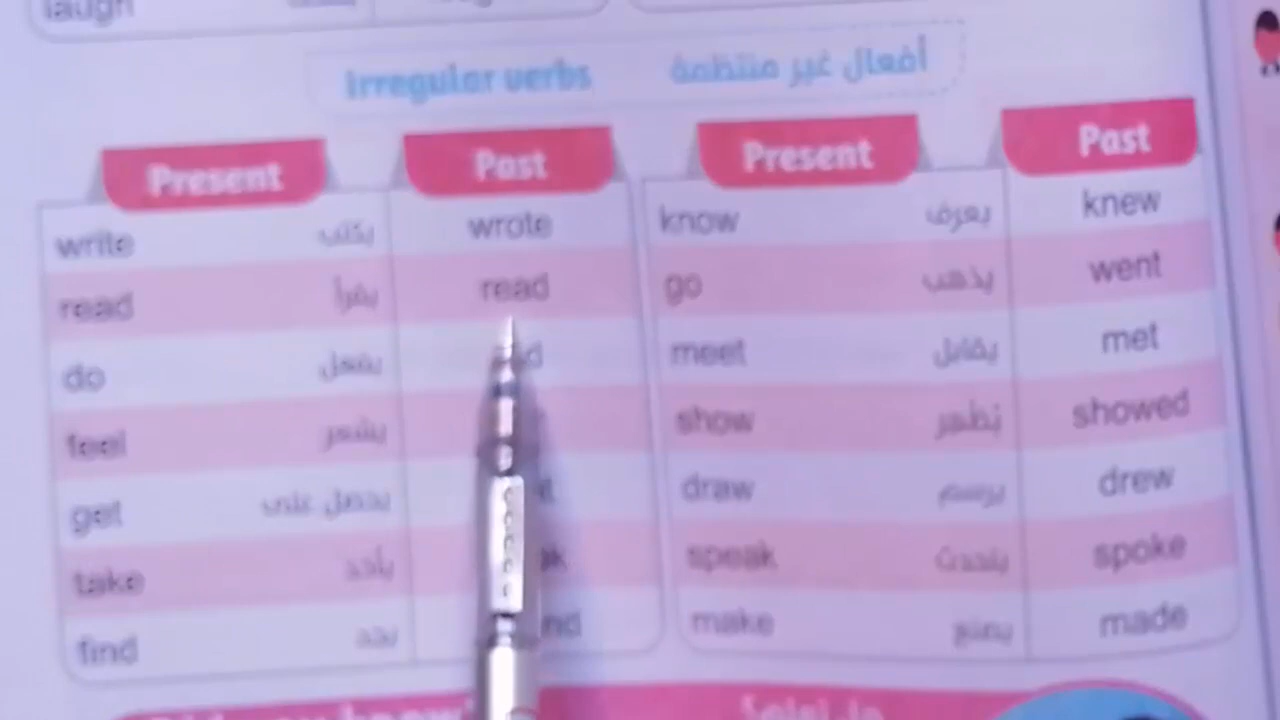 laugh
Irregular verbs أفعال غير منتظمة
Present Past Present Past
write يكتب wrote know يعرف knew
read يقرأ read go يذهب went
do يفعل meet يقابل met
feel يشعر show يُظهر showed
get يحصل على draw يرسم drew
take يأخذ speak يتحدث spoke
find يجد make يصنع made